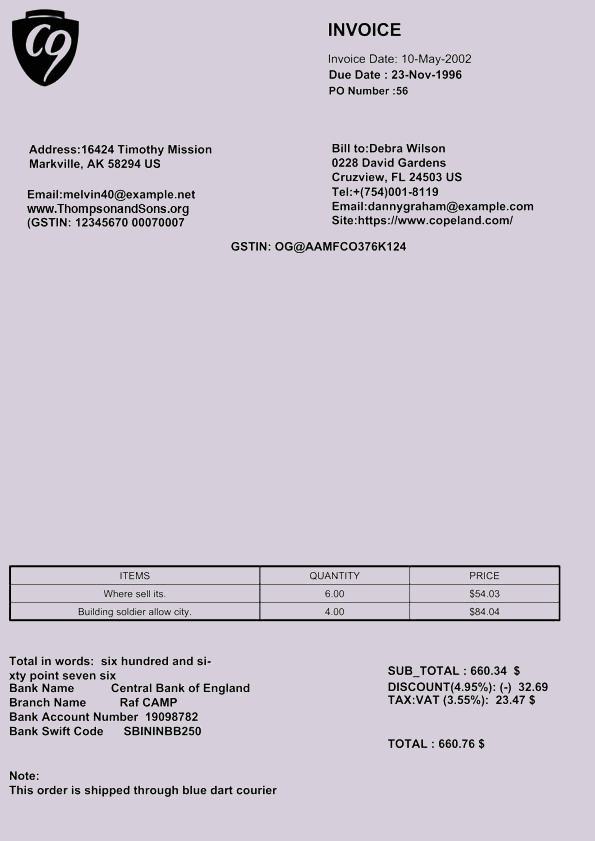 C9
INVOICE
Invoice Date: 10-May-2002
Due Date : 23-Nov-1996
PO Number :56
Address:16424 Timothy Mission
Markville, AK 58294 US
Email:melvin40@example.net
www.ThompsonandSons.org
(GSTIN: 12345670 00070007
Bill to:Debra Wilson
0228 David Gardens
Cruzview, FL 24503 US
Tel:+(754)001-8119
Email:dannygraham@example.com
Site:https://www.copeland.com/
GSTIN: OG@AAMFCO376K124
ITEMS QUANTITY PRICE
Where sell its. 6.00 $54.03
Building soldier allow city. 4.00 $84.04
Total in words:  six hundred and si-
xty point seven six
Bank Name Central Bank of England
Branch Name Raf CAMP
Bank Account Number 19098782
Bank Swift Code SBININBB250
SUB_TOTAL : 660.34 $
DISCOUNT(4.95%): (-) 32.69
TAX:VAT (3.55%): 23.47 $
TOTAL : 660.76 $
Note:
This order is shipped through blue dart courier